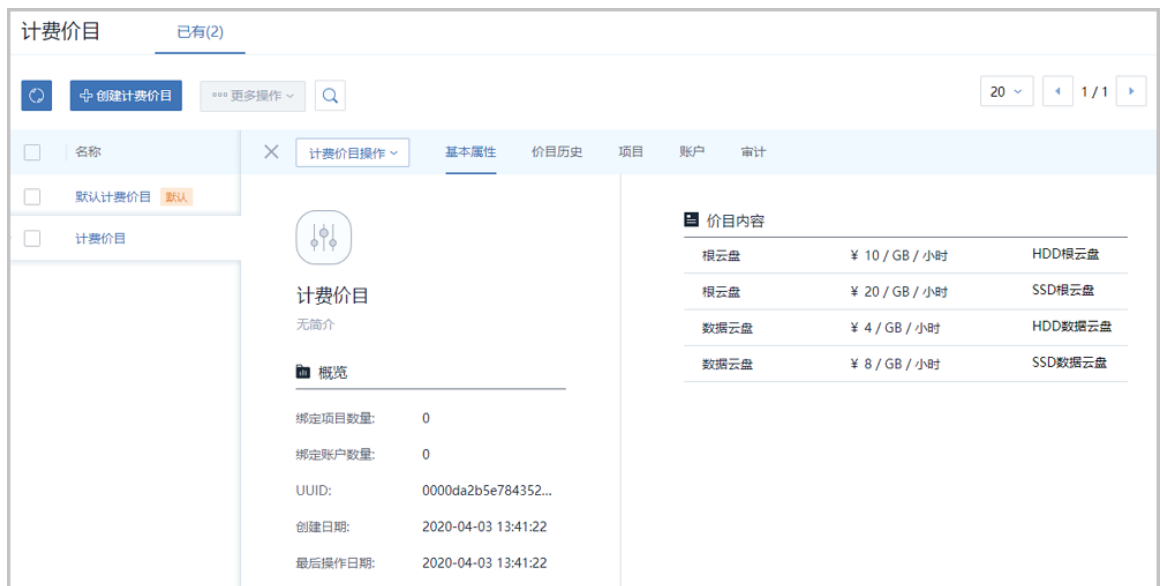 计费价目 已有(2)
创建计费价目 更多操作 20 1 / 1
名称 计费价目操作 基本属性 价目历史 项目 账户 审计
默认计费价目 默认
计费价目
价目内容
根云盘 ¥ 10 / GB / 小时 HDD根云盘
根云盘 ¥ 20 / GB / 小时 SSD根云盘
数据云盘 ¥ 4 / GB / 小时 HDD数据云盘
数据云盘 ¥ 8 / GB / 小时 SSD数据云盘
计费价目
无简介
概览
绑定项目数量: 0
绑定账户数量: 0
UUID: 0000da2b5e784352...
创建日期: 2020-04-03 13:41:22
最后操作日期: 2020-04-03 13:41:22